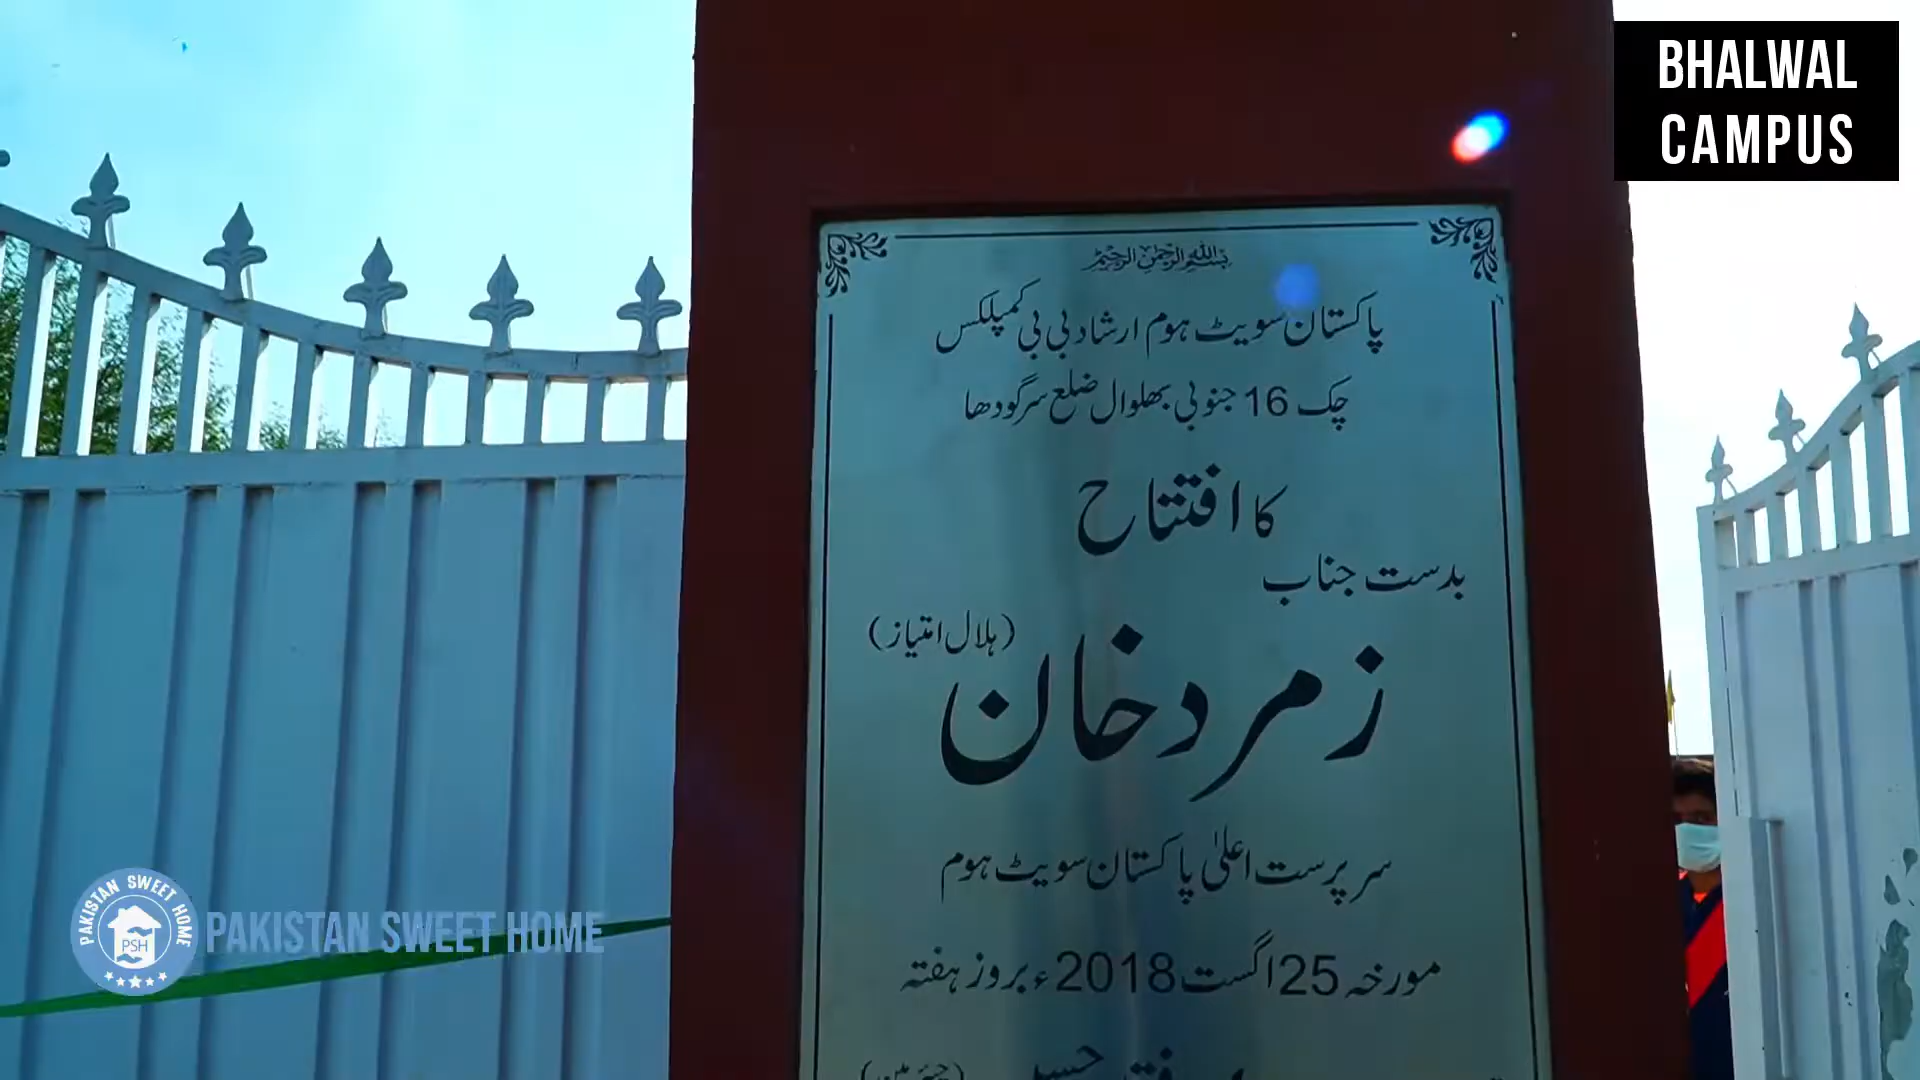 BHALWAL
CAMPUS
بسم الله الرحمن الرحيم
پاکستان سویٹ ہوم ارشاد بی بی کمپلکس
چک 16 جنوبی بھلوال ضلع سرگودھا
کا افتتاح
بدست جناب
زمرد خان (ہلال امتیاز)
سرپرست اعلیٰ پاکستان سویٹ ہوم
مورخہ 25 اگست 2018ء بروز ہفتہ
PAKISTAN SWEET HOME
PSH
PAKISTAN SWEET HOME